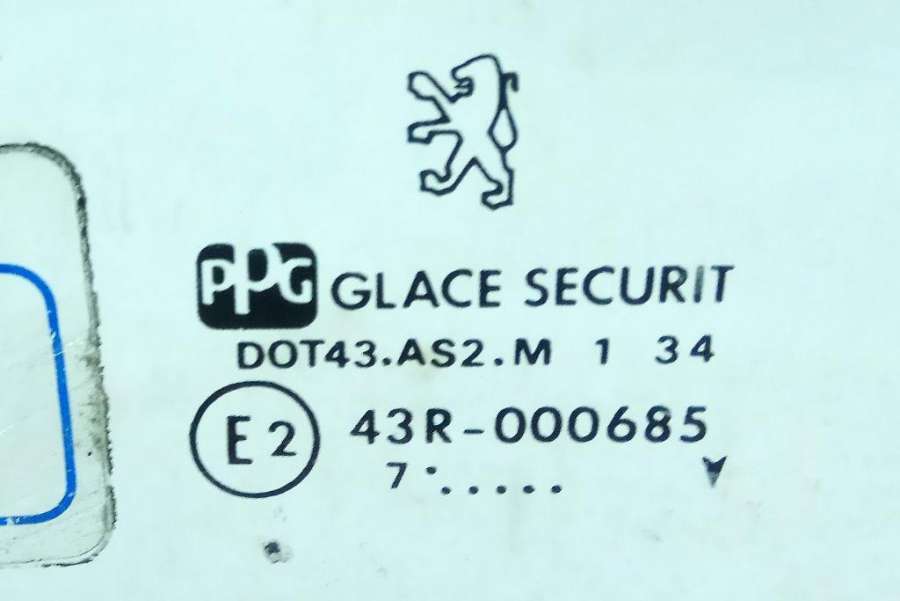 PPG GLACE SECURIT
DOT43.AS2.M 1 34
E2 43R-000685
7 ·.....